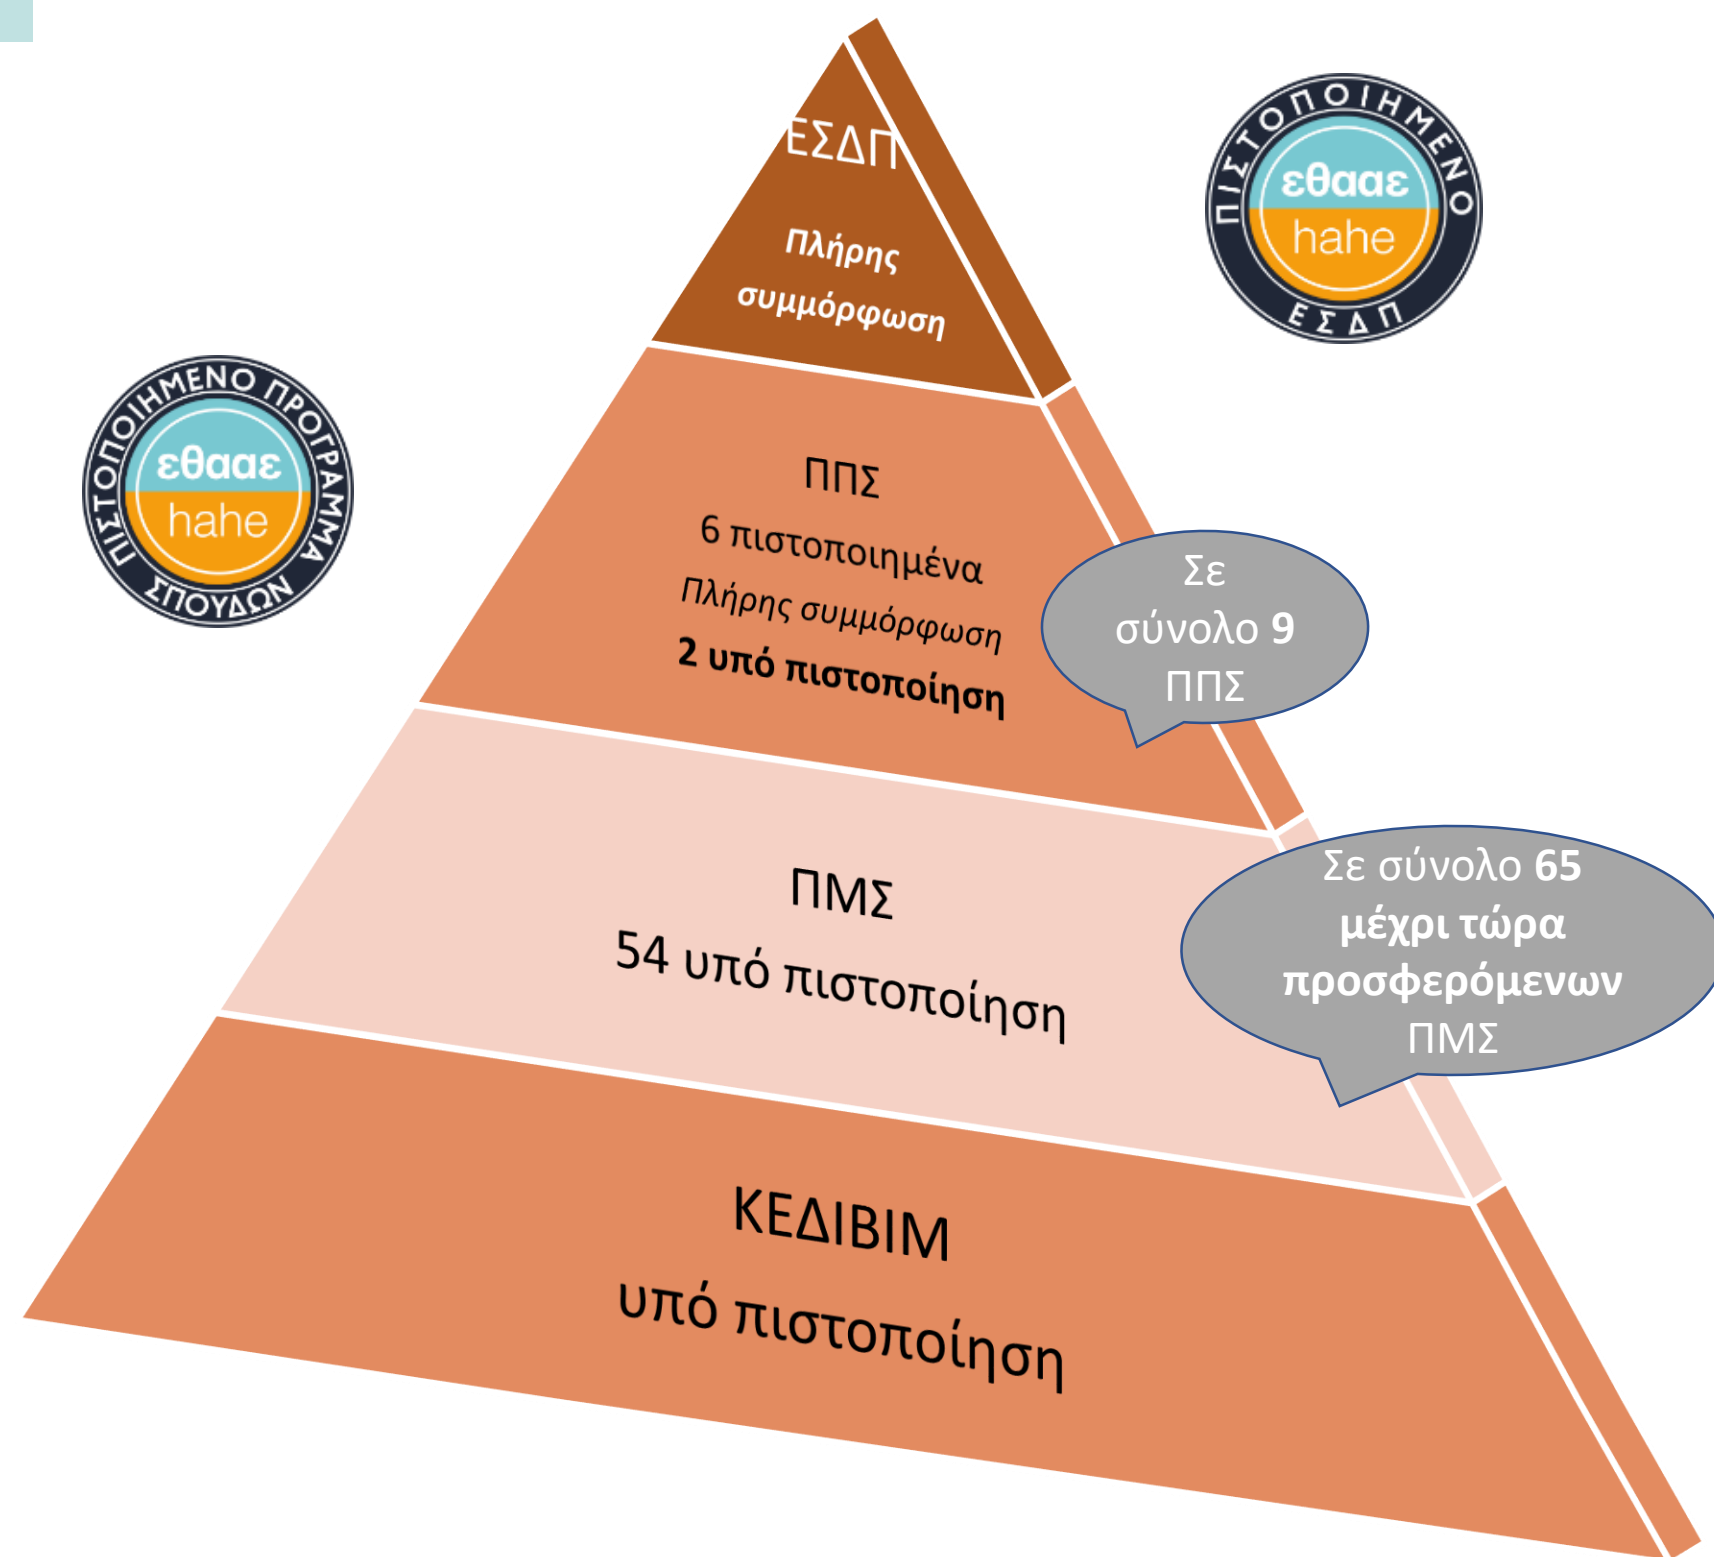 ΕΣΔΠ
Πλήρης
συμμόρφωση
ΠΙΣΤΟΠΟΙΗΜΕΝΟ
εθααε
hahe
ΕΣΔΠ
ΠΙΣΤΟΠΟΙΗΜΕΝΟ ΠΡΟΓΡΑΜΜΑ
εθααε
hahe
ΣΠΟΥΔΩΝ
ΠΠΣ
6 πιστοποιημένα
Πλήρης συμμόρφωση
2 υπό πιστοποίηση
Σε
σύνολο 9
ΠΠΣ
ΠΜΣ
54 υπό πιστοποίηση
Σε σύνολο 65
μέχρι τώρα
προσφερόμενων
ΠΜΣ
ΚΕΔΙΒΙΜ
υπό πιστοποίηση